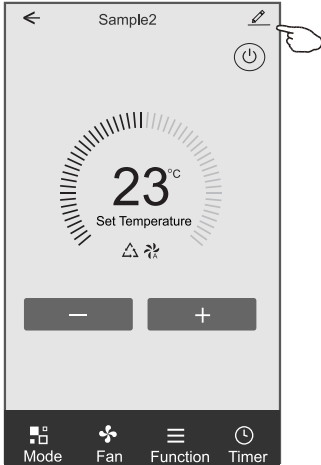 Sample2
23°C
Set Temperature
A
− +
Mode Fan Function Timer